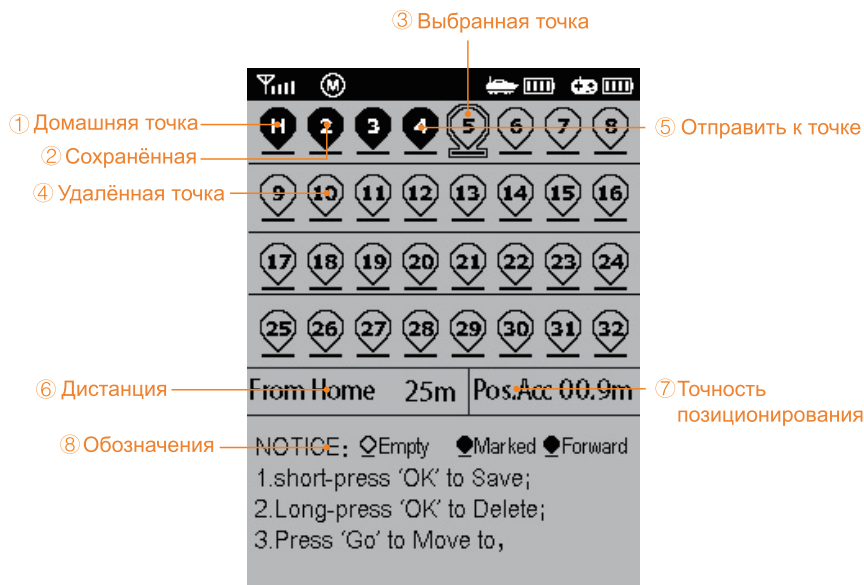 ③ Выбранная точка
M
① Домашняя точка
H 2 3 4 5 6 7 8
⑤ Отправить к точке
② Сохранённая
④ Удалённая точка
9 10 11 12 13 14 15 16
17 18 19 20 21 22 23 24
25 26 27 28 29 30 31 32
⑥ Дистанция
From Home 25m
Pos.Acc 00.9m
⑦ Точность
позиционирования
⑧ Обозначения
NOTICE: Empty Marked Forward
1.short-press 'OK' to Save;
2.Long-press 'OK' to Delete;
3.Press 'Go' to Move to,